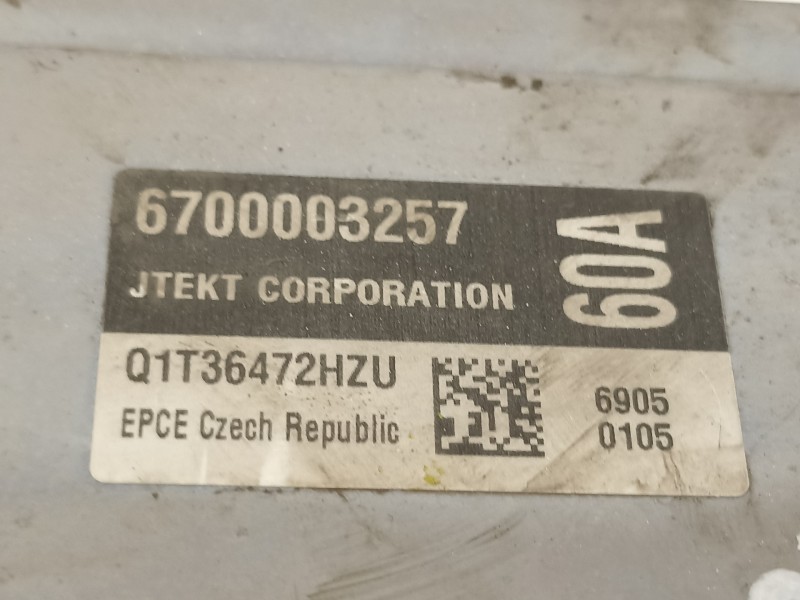 6700003257
JTEKT CORPORATION
60A
Q1T36472HZU
EPCE Czech Republic
6905
0105